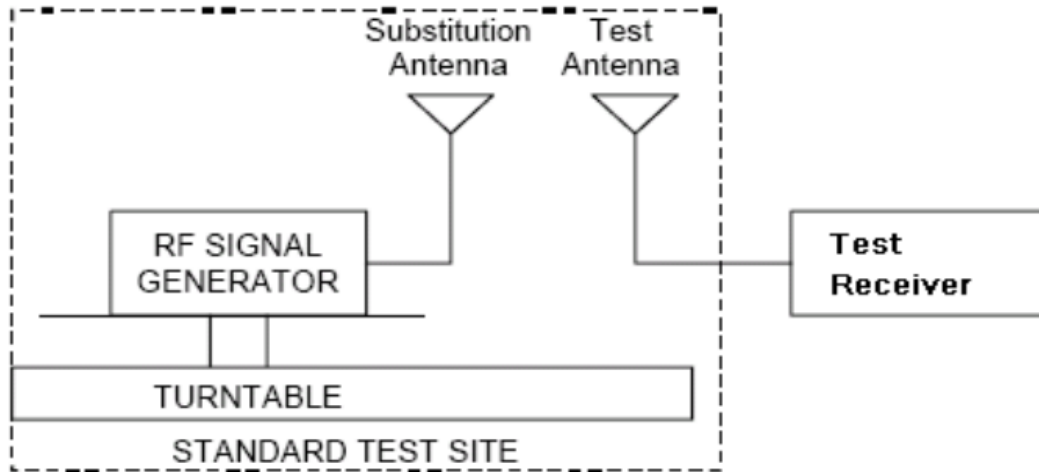 Substitution
Antenna
Test
Antenna
RF SIGNAL
GENERATOR
Test
Receiver
TURNTABLE
STANDARD TEST SITE